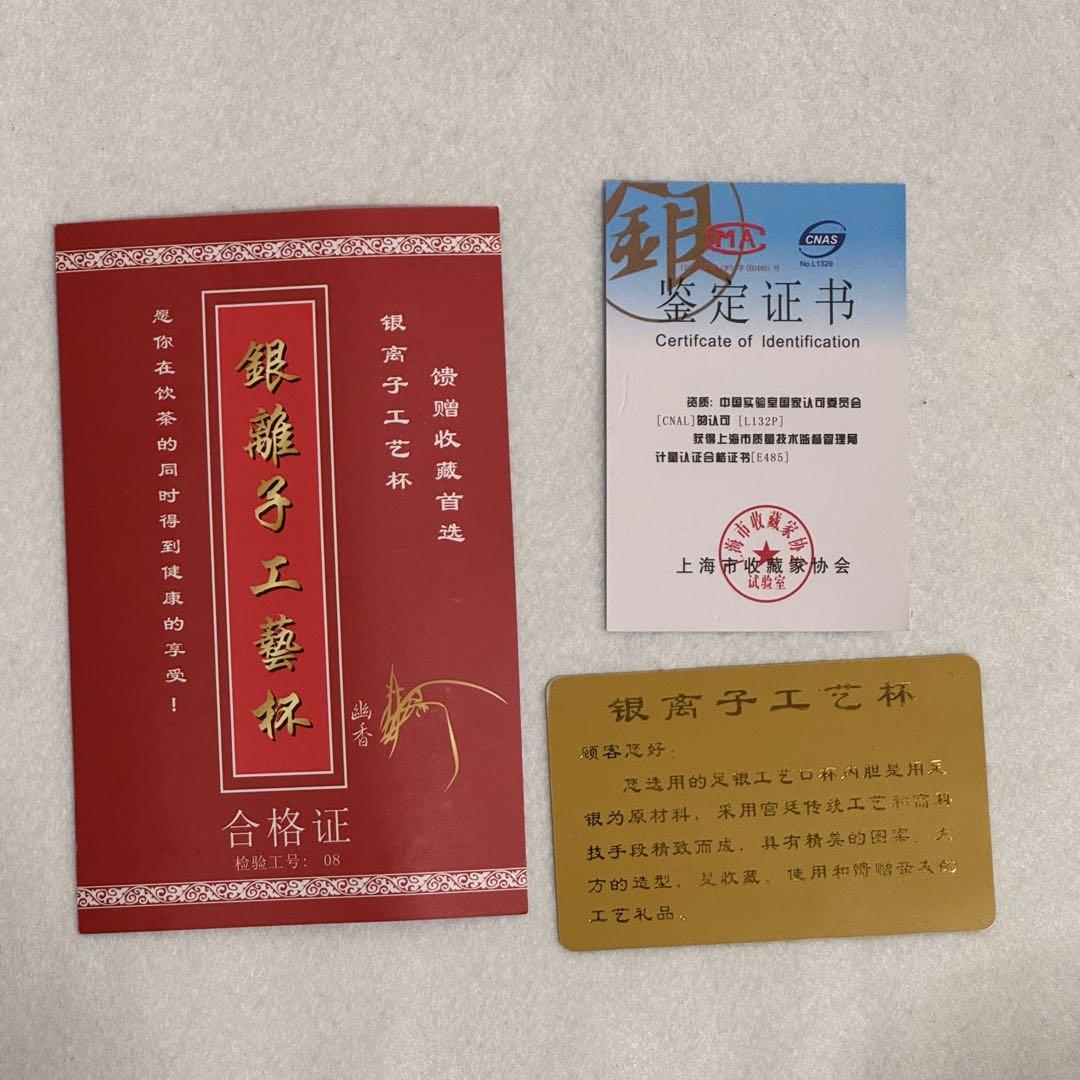 银离子工艺杯
馈赠收藏首选
銀離子工藝杯
愿你在饮茶的同时得到健康的享受！
幽香
合格证
检验工号： 08
銀
MA
CNAS
No.L1329
(E0485) 号
鉴定证书
Certifcate of Identification
资质：中国实验室国家认可委员会
[CNAL]的认可 [L132P]
获得上海市质量技术监督管理局
计量认证合格证书[E485]
上海市收藏家协会
试验室
上海市收藏家协会
银离子工艺杯
顾客您好：
您选用的足银工艺口杯内胆是用足
银为原材料，采用宫廷传统工艺和高科
技手段精致而成，具有精美的图案、大
方的造型，是收藏、使用和馈赠亲友的
工艺礼品。